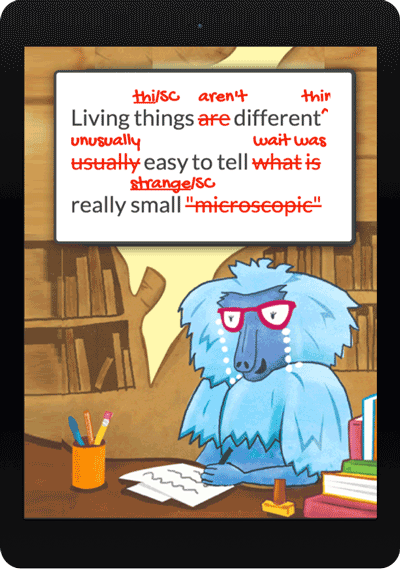 thi/SC aren't thin
Living things are different^
unusually wait was
usually easy to tell what is
strange/SC
really small "microscopic"